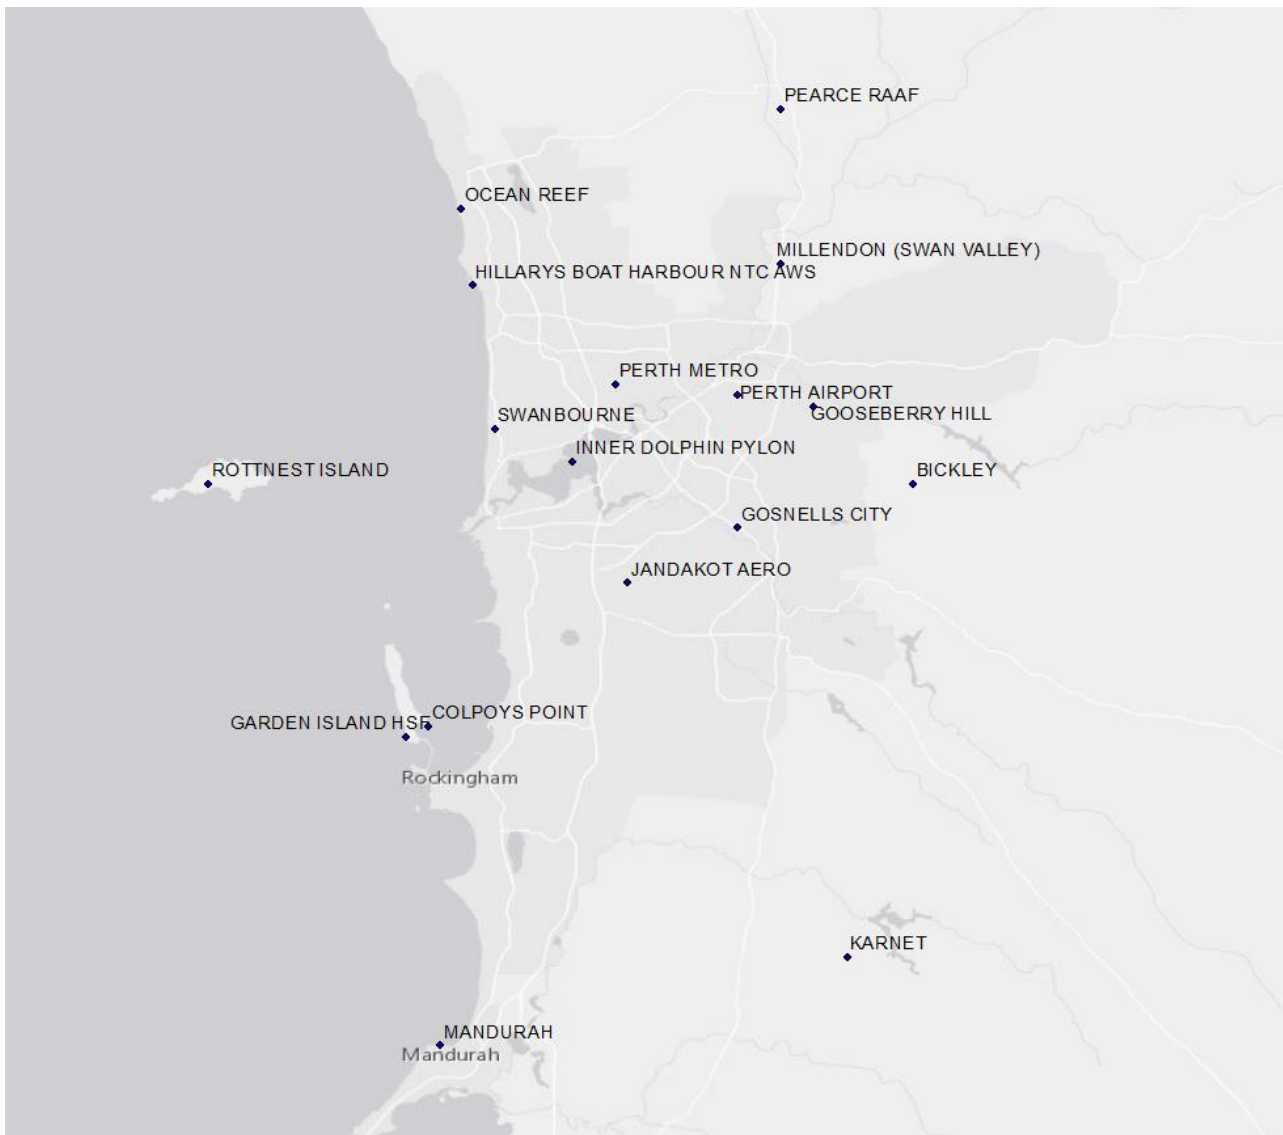 PEARCE RAAF
OCEAN REEF
MILLENDON (SWAN VALLEY)
HILLARYS BOAT HARBOUR NTC AWS
PERTH METRO
PERTH AIRPORT
GOOSEBERRY HILL
SWANBOURNE
INNER DOLPHIN PYLON
ROTTNEST ISLAND
BICKLEY
GOSNELLS CITY
JANDAKOT AERO
COLPOYS POINT
GARDEN ISLAND HSF
Rockingham
KARNET
MANDURAH
Mandurah